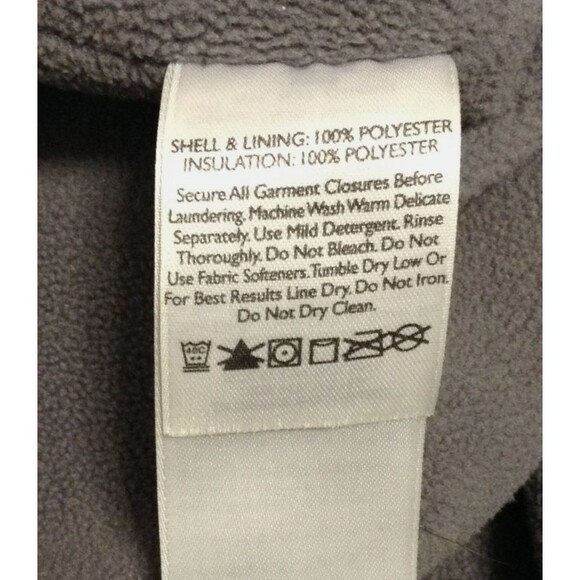 SHELL & LINING: 100% POLYESTER
INSULATION: 100% POLYESTER
Secure All Garment Closures Before
Laundering. Machine Wash Warm Delicate
Separately. Use Mild Detergent. Rinse
Thoroughly. Do Not Bleach. Do Not
Use Fabric Softeners. Tumble Dry Low Or
For Best Results Line Dry. Do Not Iron.
Do Not Dry Clean.
40C